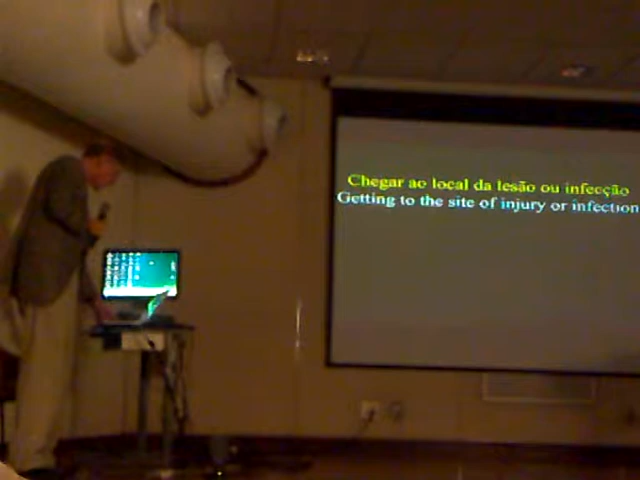 Chegar ao local da lesão ou infecção
Getting to the site of injury or infection